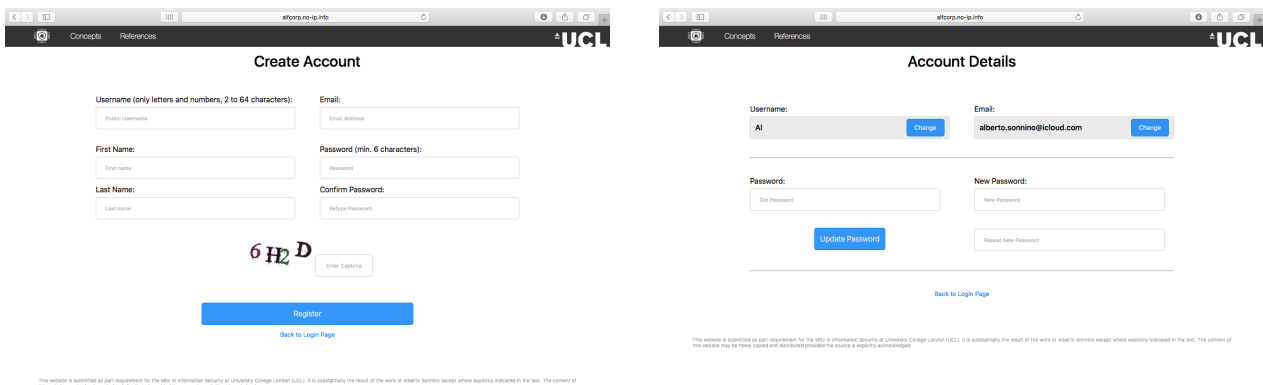 alfcorp.no-ip.info
Concepts References
UCL
Create Account
Username (only letters and numbers, 2 to 64 characters): Email:
Public Username Email Address
First Name: Password (min. 6 characters):
First name Password
Last Name: Confirm Password:
Last name Retype Password
6H2D
Enter Captcha
Register
Back to Login Page
This website is submitted as part requirement for the MSc in Information Security at University College London (UCL). It is substantially the result of the work of Alberto Sonnino except where explicitly indicated in the text. The content of
alfcorp.no-ip.info
Concepts References
UCL
Account Details
Username: Email:
Al Change alberto.sonnino@icloud.com Change
Password: New Password:
Old Password New Password
Update Password Repeat New Password
Back to Login Page
This website is submitted as part requirement for the MSc in Information Security at University College London (UCL). It is substantially the result of the work of Alberto Sonnino except where explicitly indicated in the text. The content of
this website may be freely copied and distributed provided the source is explicitly acknowledged.